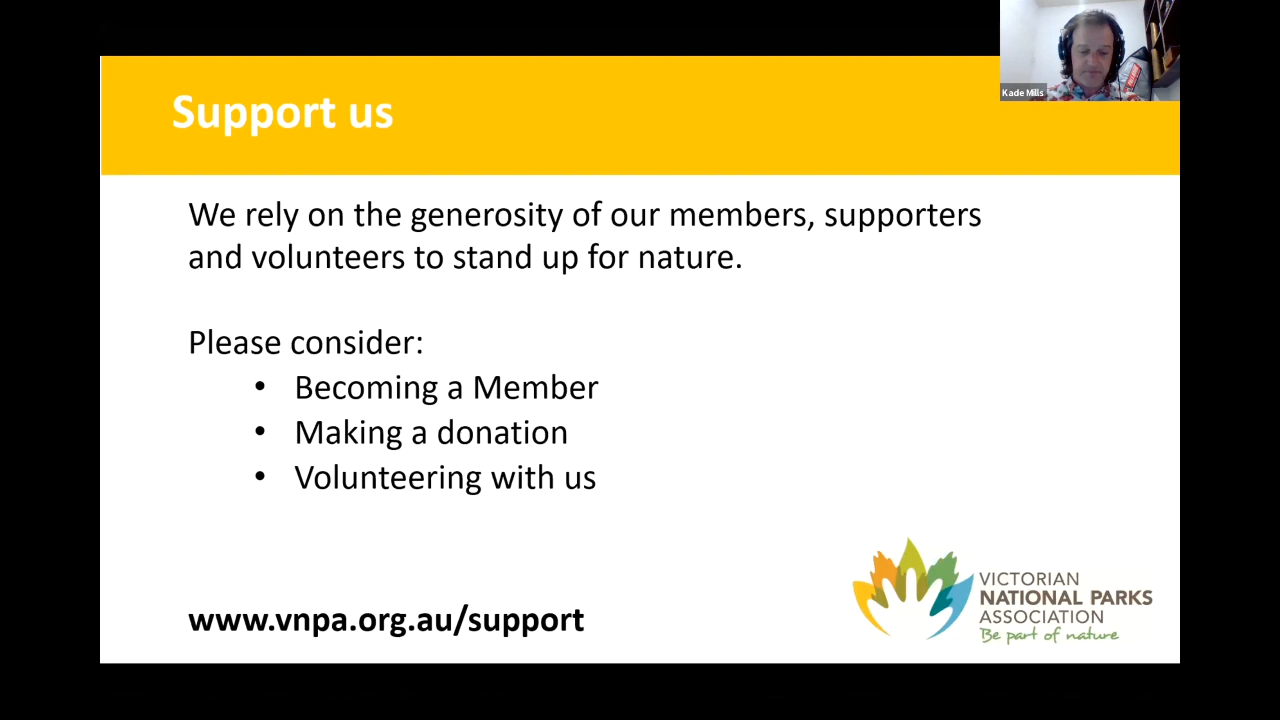 Kade Mills
Support us
We rely on the generosity of our members, supporters
and volunteers to stand up for nature.
Please consider:
• Becoming a Member
• Making a donation
• Volunteering with us
www.vnpa.org.au/support
VICTORIAN
NATIONAL PARKS
ASSOCIATION
Be part of nature